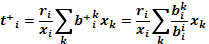 t⁺ᵢ = rᵢ/xᵢ ∑ₖ b⁺ᵢᵏ xₖ = rᵢ/xᵢ ∑ₖ bᵢᵏ/bᵢⁱ xₖ